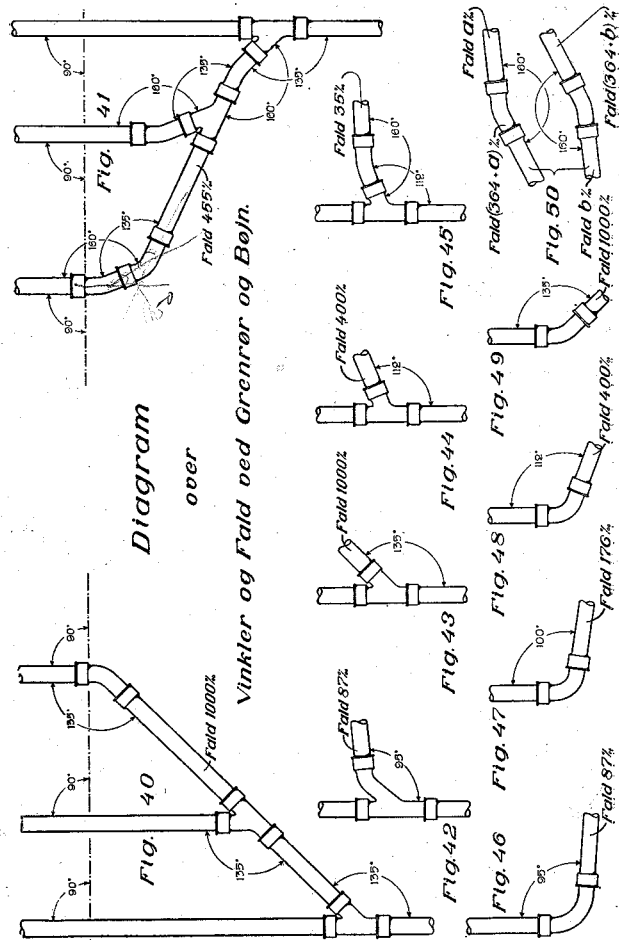 Diagram
over
Vinkler og Fald ved Grenrør og Bøjn.
90° 90° 90°
135°
Fig. 40
Fald 1000‰
135° 135°
135°
90° 90° 90°
160° 160°
Fig. 41
135° 135° 135°
Fald 455‰
160°
135°
Fald 87‰
95°
Fig. 42
Fald 1000‰
135°
Fig. 43
Fald 400‰
112°
Fig. 44
Fald 35‰
160°
112°
Fig. 45
95°
Fald 87‰
Fig. 46
100°
Fald 176‰
Fig. 47
112°
Fald 400‰
Fig. 48
135°
Fald 1000‰
Fig. 49
Fald a‰
160°
Fald(364+a)‰
Fig. 50
160°
Fald b‰
Fald(364+b)‰